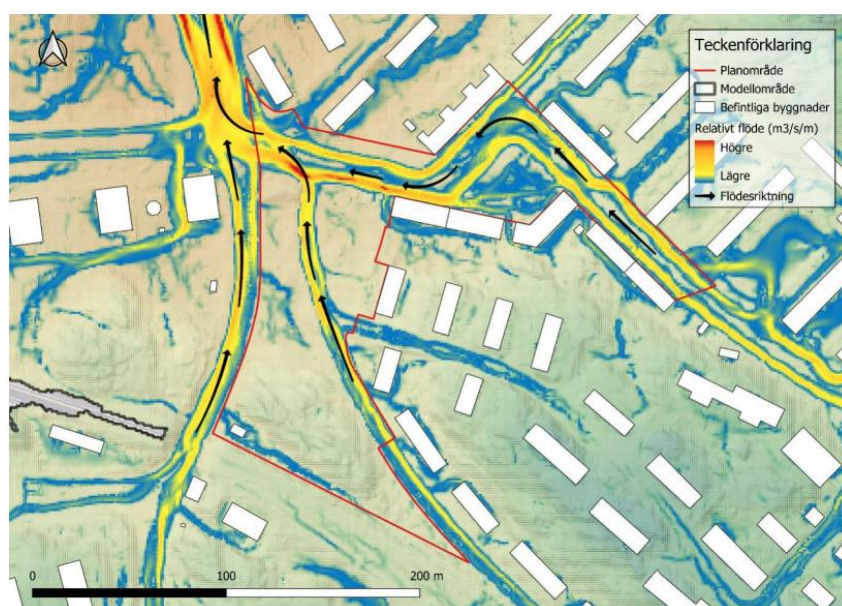 Teckenförklaring
Planområde
Modellområde
Befintliga byggnader
Relativt flöde (m3/s/m)
Högre
Lägre
Flödesriktning
0 100 200 m